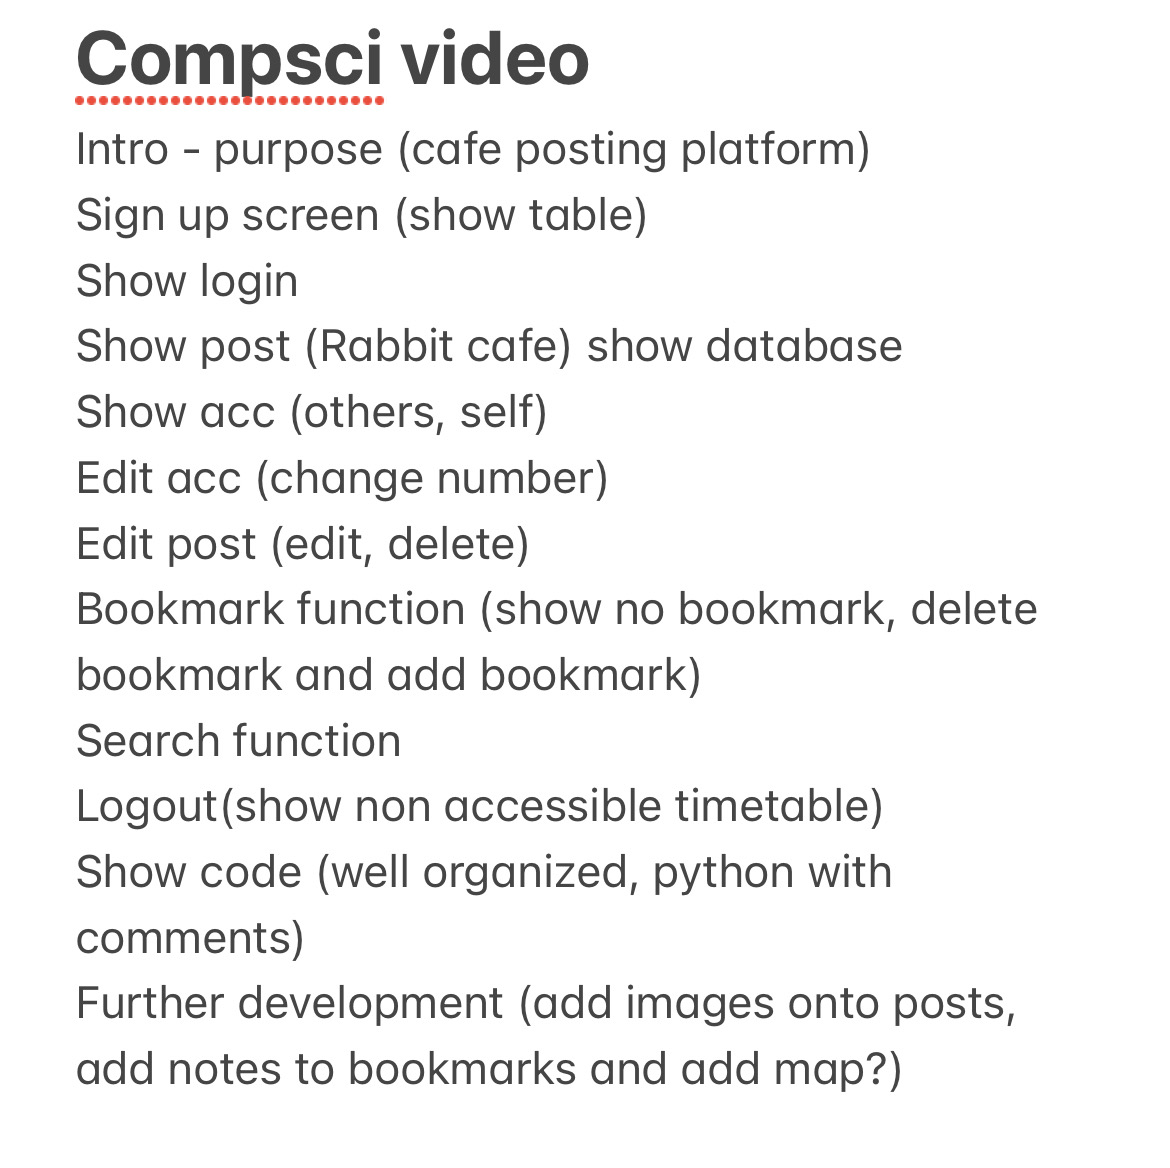 Compsci video
Intro - purpose (cafe posting platform)
Sign up screen (show table)
Show login
Show post (Rabbit cafe) show database
Show acc (others, self)
Edit acc (change number)
Edit post (edit, delete)
Bookmark function (show no bookmark, delete
bookmark and add bookmark)
Search function
Logout(show non accessible timetable)
Show code (well organized, python with
comments)
Further development (add images onto posts,
add notes to bookmarks and add map?)